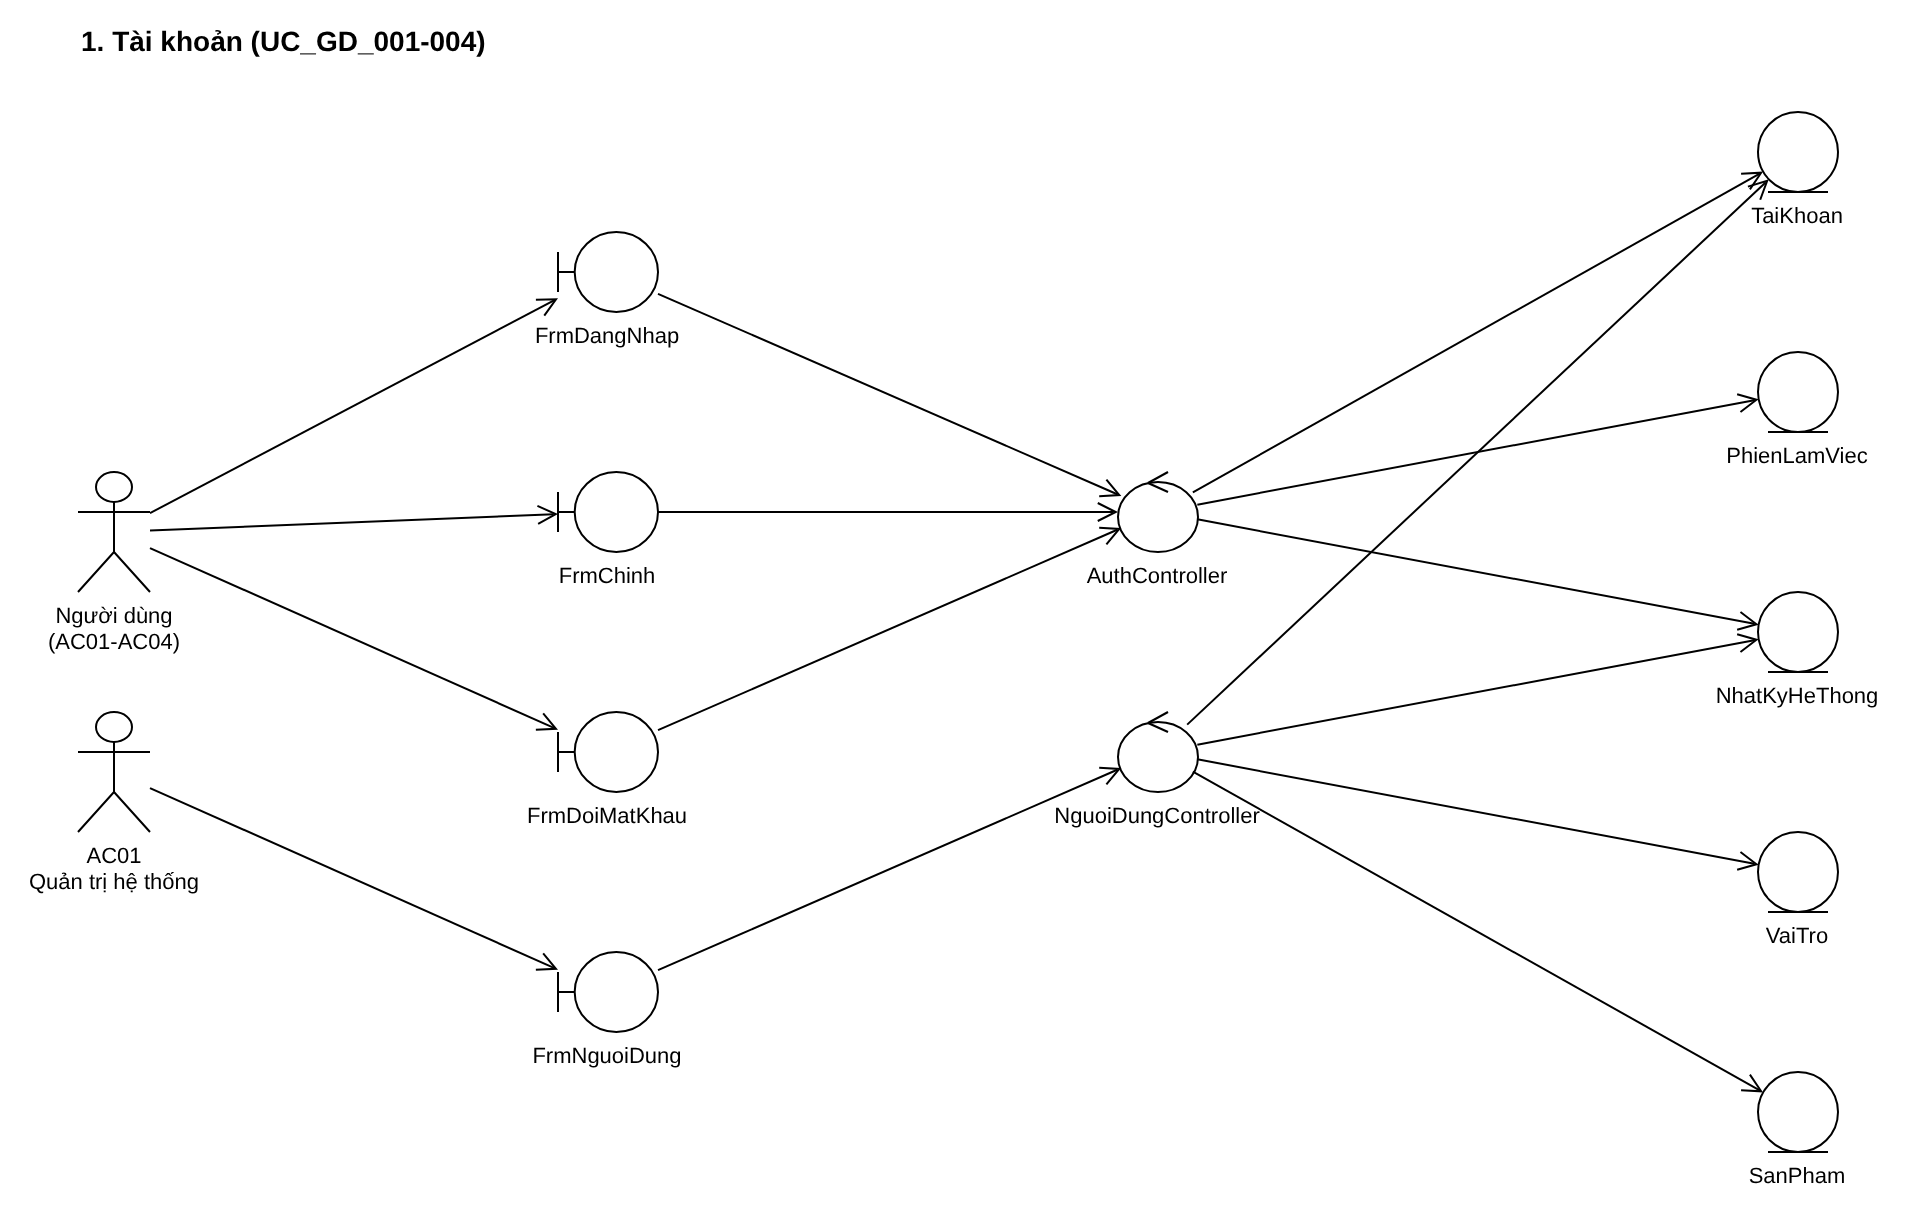 1. Tài khoản (UC_GD_001-004)
TaiKhoan
FrmDangNhap
PhienLamViec
FrmChinh
AuthController
Người dùng
(AC01-AC04)
NhatKyHeThong
FrmDoiMatKhau
NguoiDungController
AC01
Quản trị hệ thống
VaiTro
FrmNguoiDung
SanPham